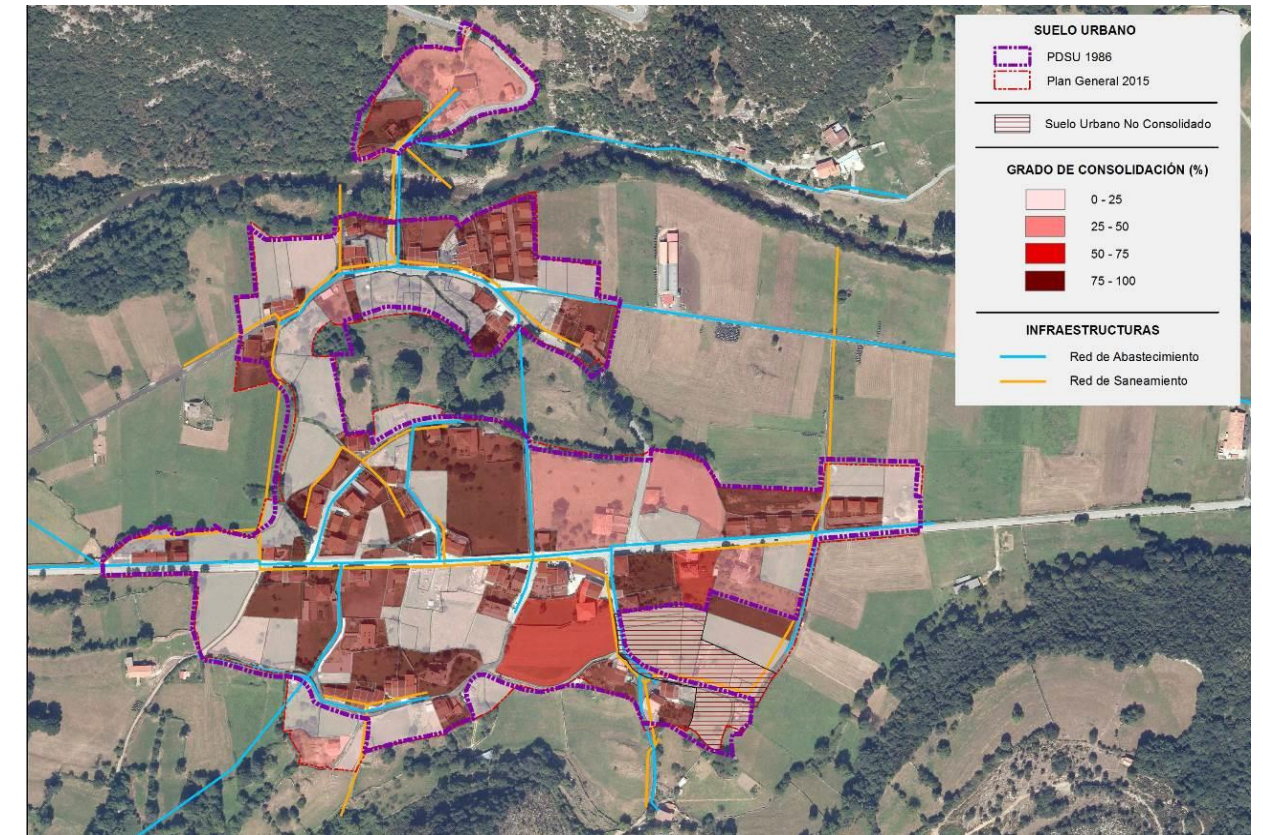 SUELO URBANO
PDSU 1986
Plan General 2015
Suelo Urbano No Consolidado
GRADO DE CONSOLIDACIÓN (%)
0 - 25
25 - 50
50 - 75
75 - 100
INFRAESTRUCTURAS
Red de Abastecimiento
Red de Saneamiento